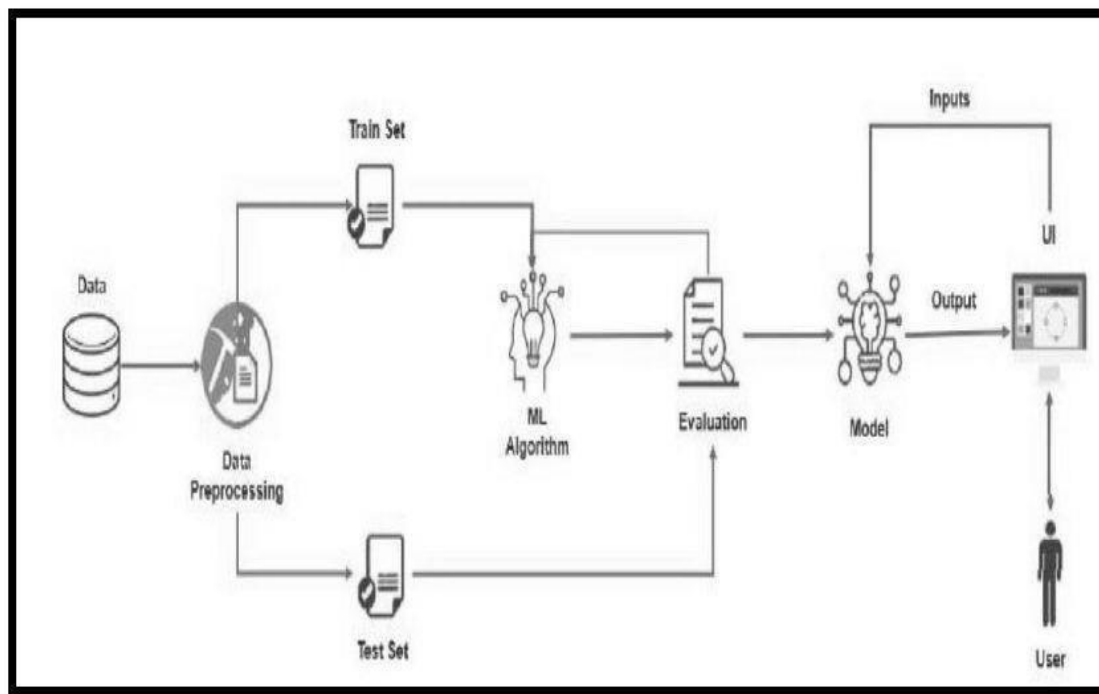 Inputs
Train Set
UI
Data
Output
ML
Algorithm
Evaluation
Model
Data
Preprocessing
Test Set
User